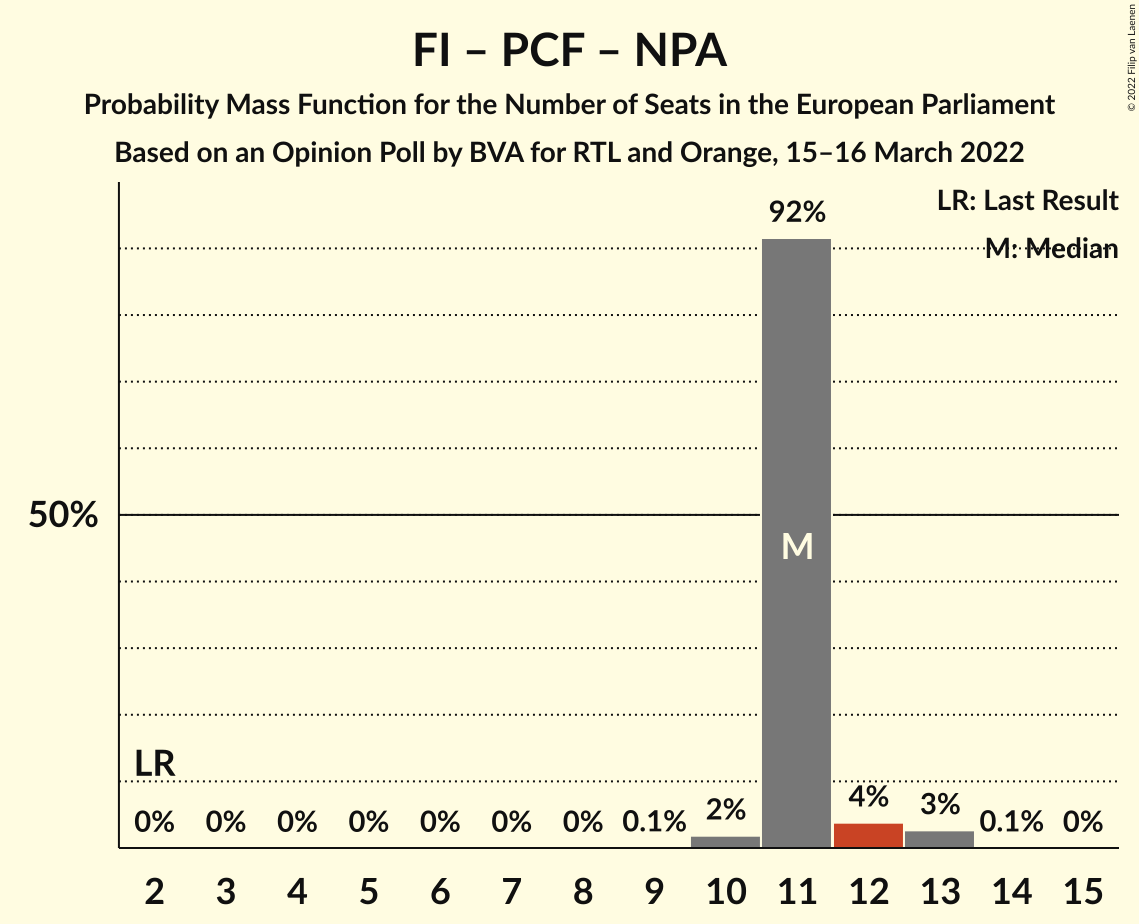 FI – PCF – NPA
Probability Mass Function for the Number of Seats in the European Parliament
Based on an Opinion Poll by BVA for RTL and Orange, 15–16 March 2022
© 2022 Filip van Laenen
LR: Last Result
M: Median
92%
50%
M
LR
0% 0% 0% 0% 0% 0% 0% 0.1% 2% 4% 3% 0.1% 0%
2 3 4 5 6 7 8 9 10 11 12 13 14 15